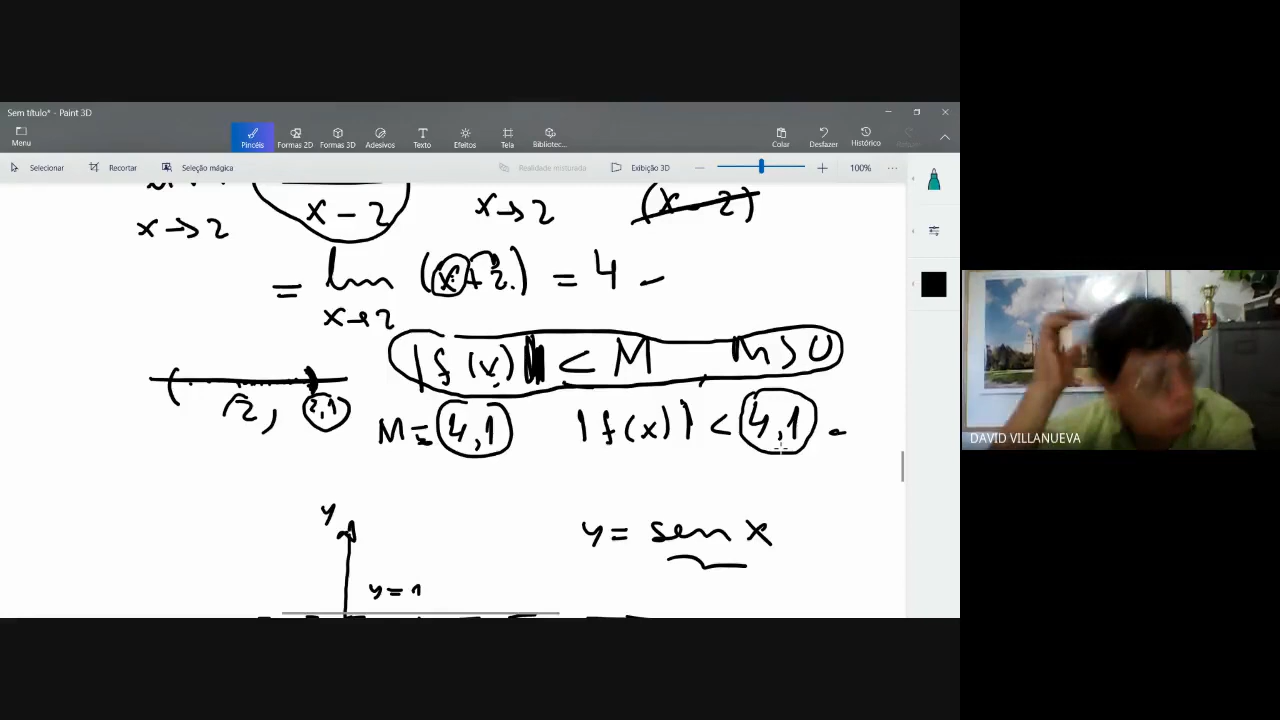 Sem título* - Paint 3D
Menu
Pincéis
Formas 2D
Formas 3D
Adesivos
Texto
Efeitos
Tela
Bibliotec...
Colar
Desfazer
Histórico
Selecionar
Recortar
Seleção mágica
Realidade misturada
Exibição 3D
100%
x - 2
x → 2
(x - 2)
x → 2
= lim (x + 2) = 4
x → 2
|f(x)| < M M > 0
2, 2,1
M = 4,1 |f(x)| < 4,1
y
y = sen x
y = 1
DAVID VILLANUEVA